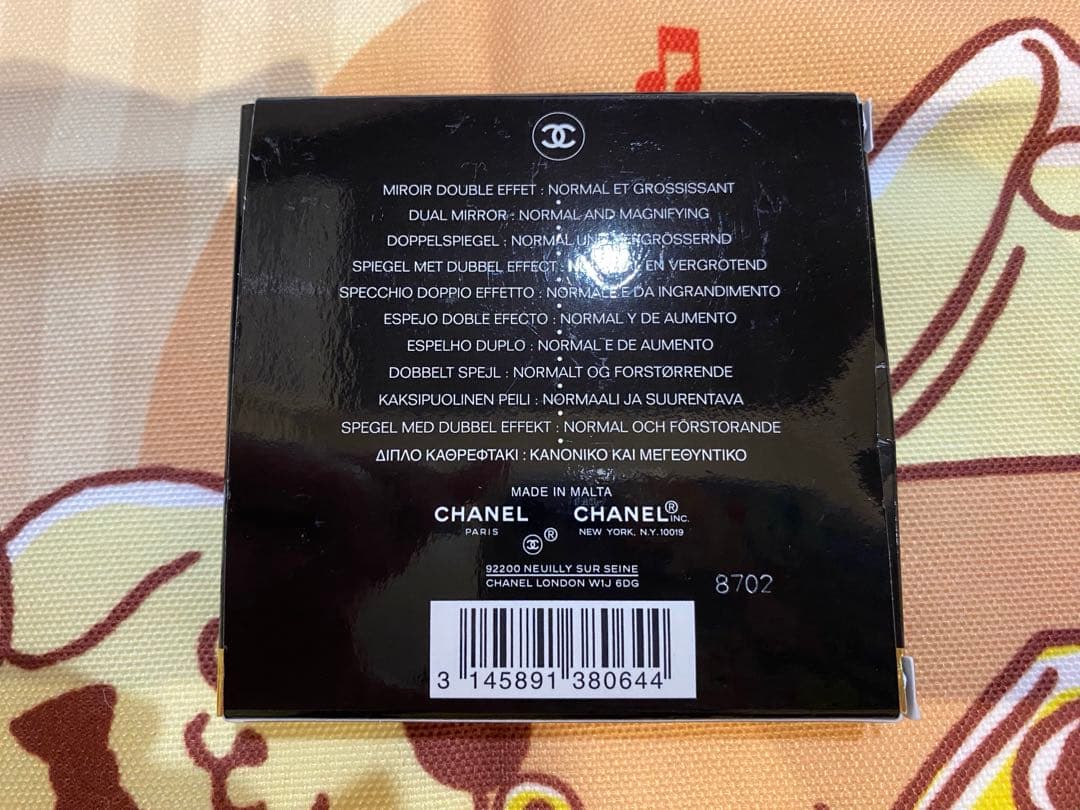 MIROIR DOUBLE EFFET : NORMAL ET GROSSISSANT
DUAL MIRROR : NORMAL AND MAGNIFYING
DOPPELSPIEGEL : NORMAL UND VERGRÖSSERND
SPIEGEL MET DUBBEL EFFECT : NORMAAL EN VERGROTEND
SPECCHIO DOPPIO EFFETTO : NORMALE E DA INGRANDIMENTO
ESPEJO DOBLE EFECTO : NORMAL Y DE AUMENTO
ESPELHO DUPLO : NORMAL E DE AUMENTO
DOBBELT SPEJL : NORMALT OG FORSTØRRENDE
KAKSIPUOLINEN PEILI : NORMAALI JA SUURENTAVA
SPEGEL MED DUBBEL EFFEKT : NORMAL OCH FÖRSTORANDE
ΔΙΠΛΟ ΚΑΘΡΕΦΤΑΚΙ : ΚΑΝΟΝΙΚΟ ΚΑΙ ΜΕΓΕΘΥΝΤΙΚΟ
MADE IN MALTA
CHANEL CHANEL® INC.
PARIS NEW YORK, N.Y. 10019
®
92200 NEUILLY SUR SEINE
CHANEL LONDON W1J 6DG
8702
3 145891 380644